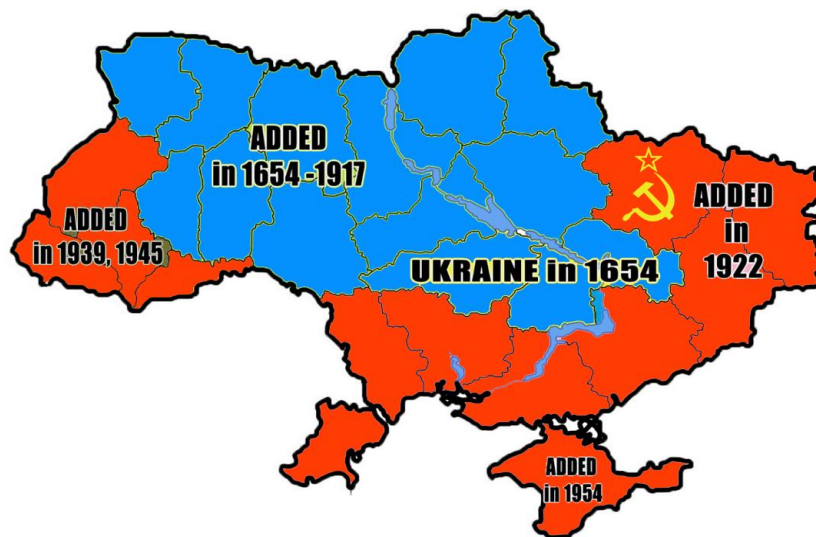 ADDED
in 1654 -1917
ADDED
in 1939, 1945
ADDED
in
1922
UKRAINE in 1654
ADDED
in 1954